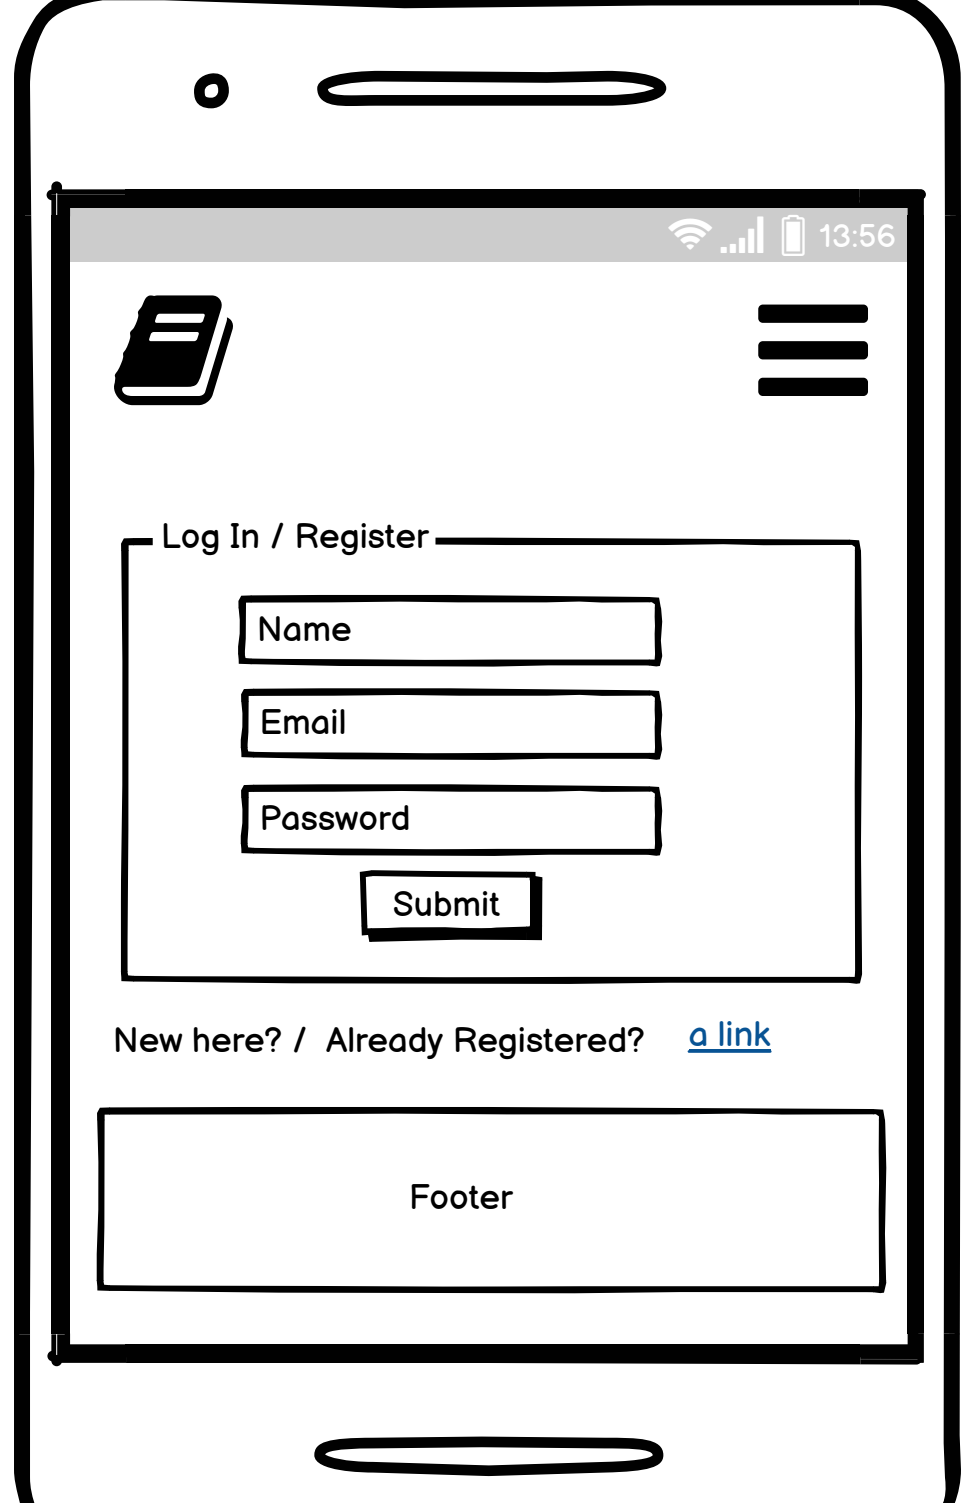 13:56
Log In / Register
Name
Email
Password
Submit
New here? / Already Registered? a link
Footer